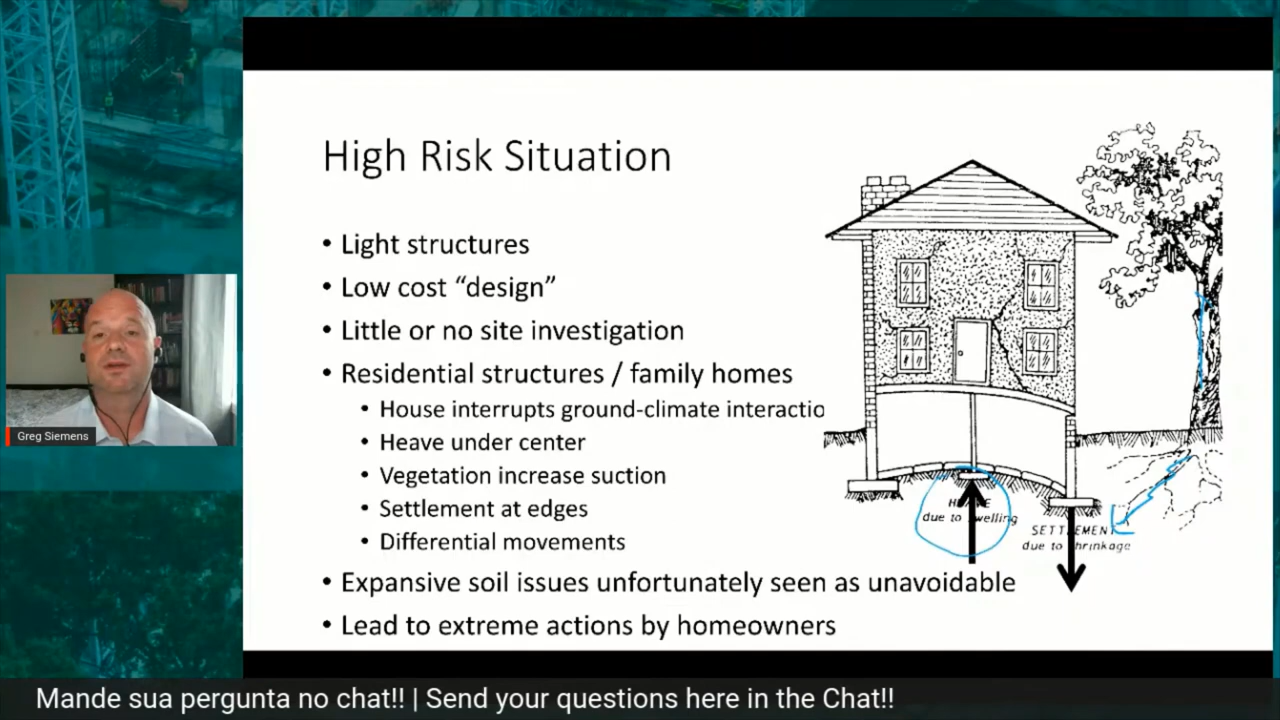 High Risk Situation
• Light structures
• Low cost “design”
• Little or no site investigation
• Residential structures / family homes
• House interrupts ground-climate interactio
• Heave under center
• Vegetation increase suction
• Settlement at edges
• Differential movements
• Expansive soil issues unfortunately seen as unavoidable
• Lead to extreme actions by homeowners
due to
SETTLEMENT
due to shrinkage
Greg Siemens
Mande sua pergunta no chat!! | Send your questions here in the Chat!!